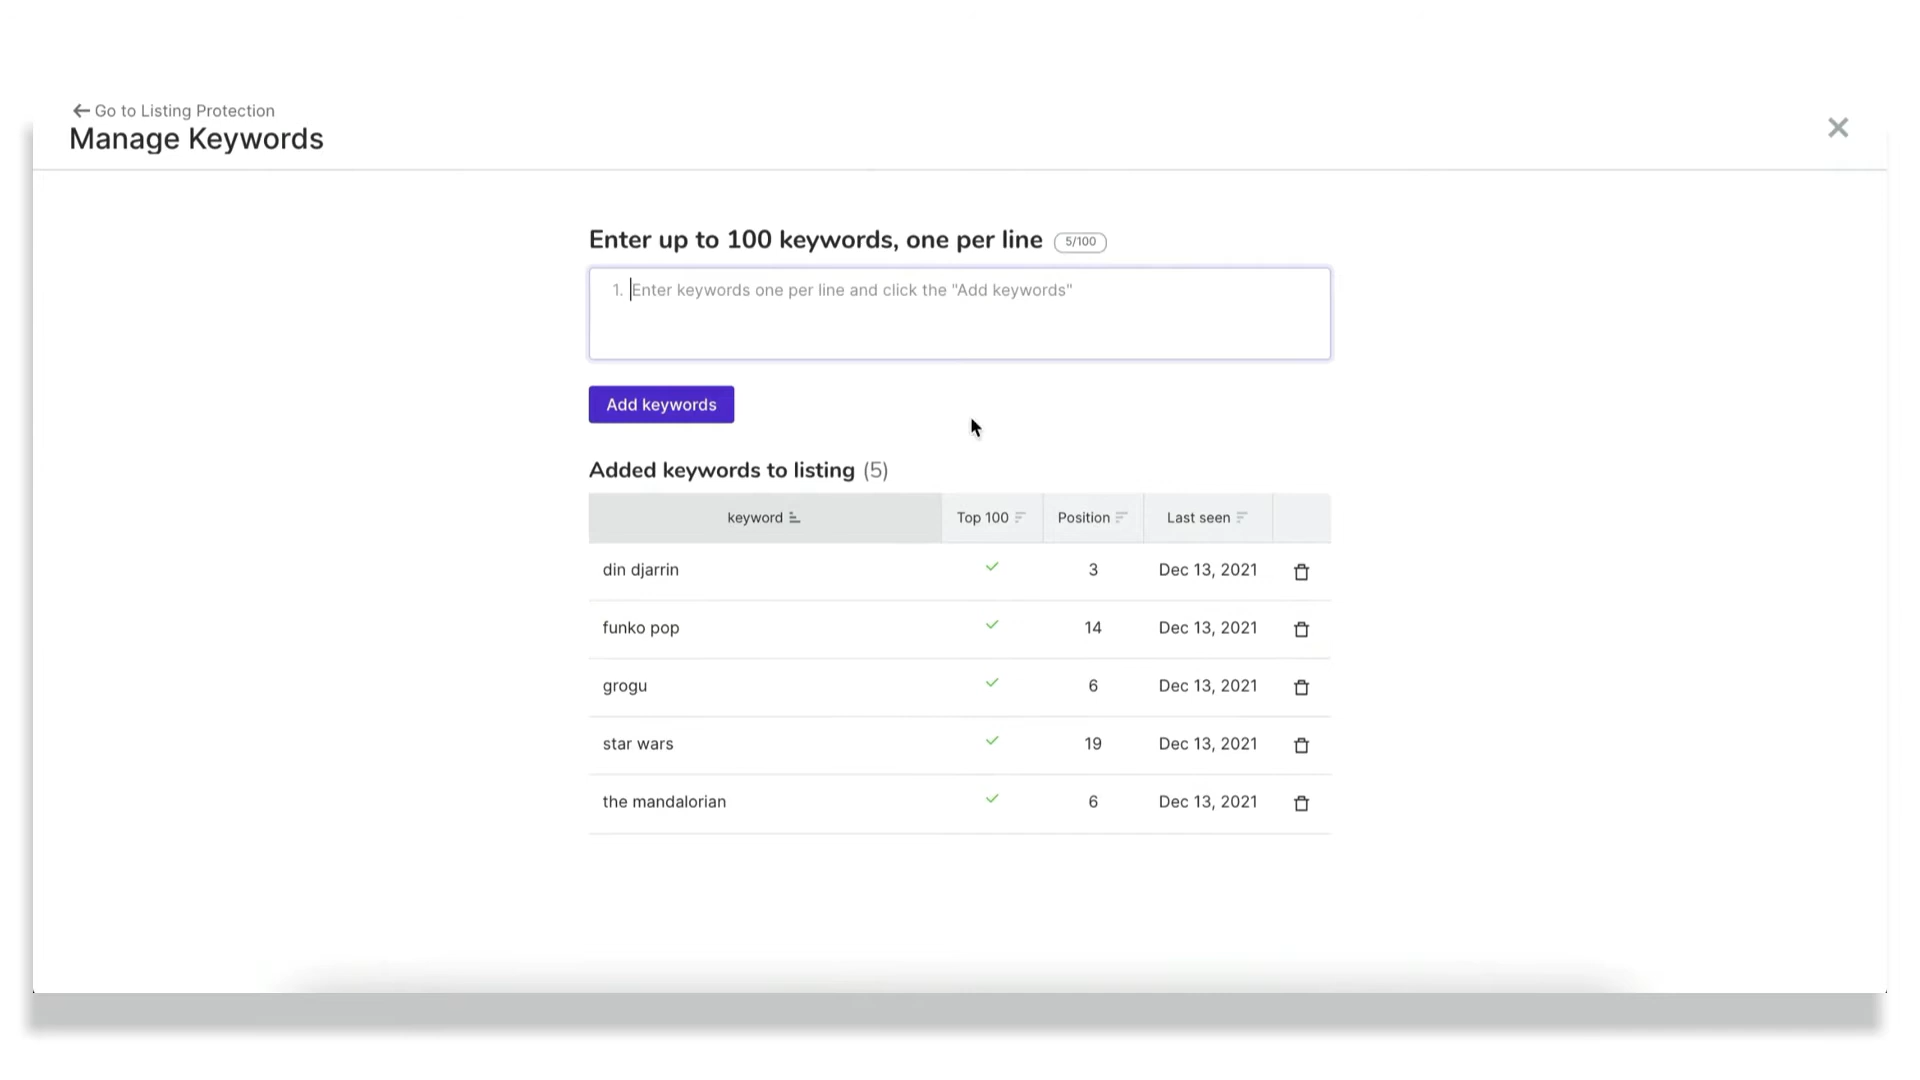 Go to Listing Protection
Manage Keywords
Enter up to 100 keywords, one per line 5/100
1. Enter keywords one per line and click the "Add keywords"
Add keywords
Added keywords to listing (5)
keyword Top 100 Position Last seen
din djarrin 3 Dec 13, 2021
funko pop 14 Dec 13, 2021
grogu 6 Dec 13, 2021
star wars 19 Dec 13, 2021
the mandalorian 6 Dec 13, 2021